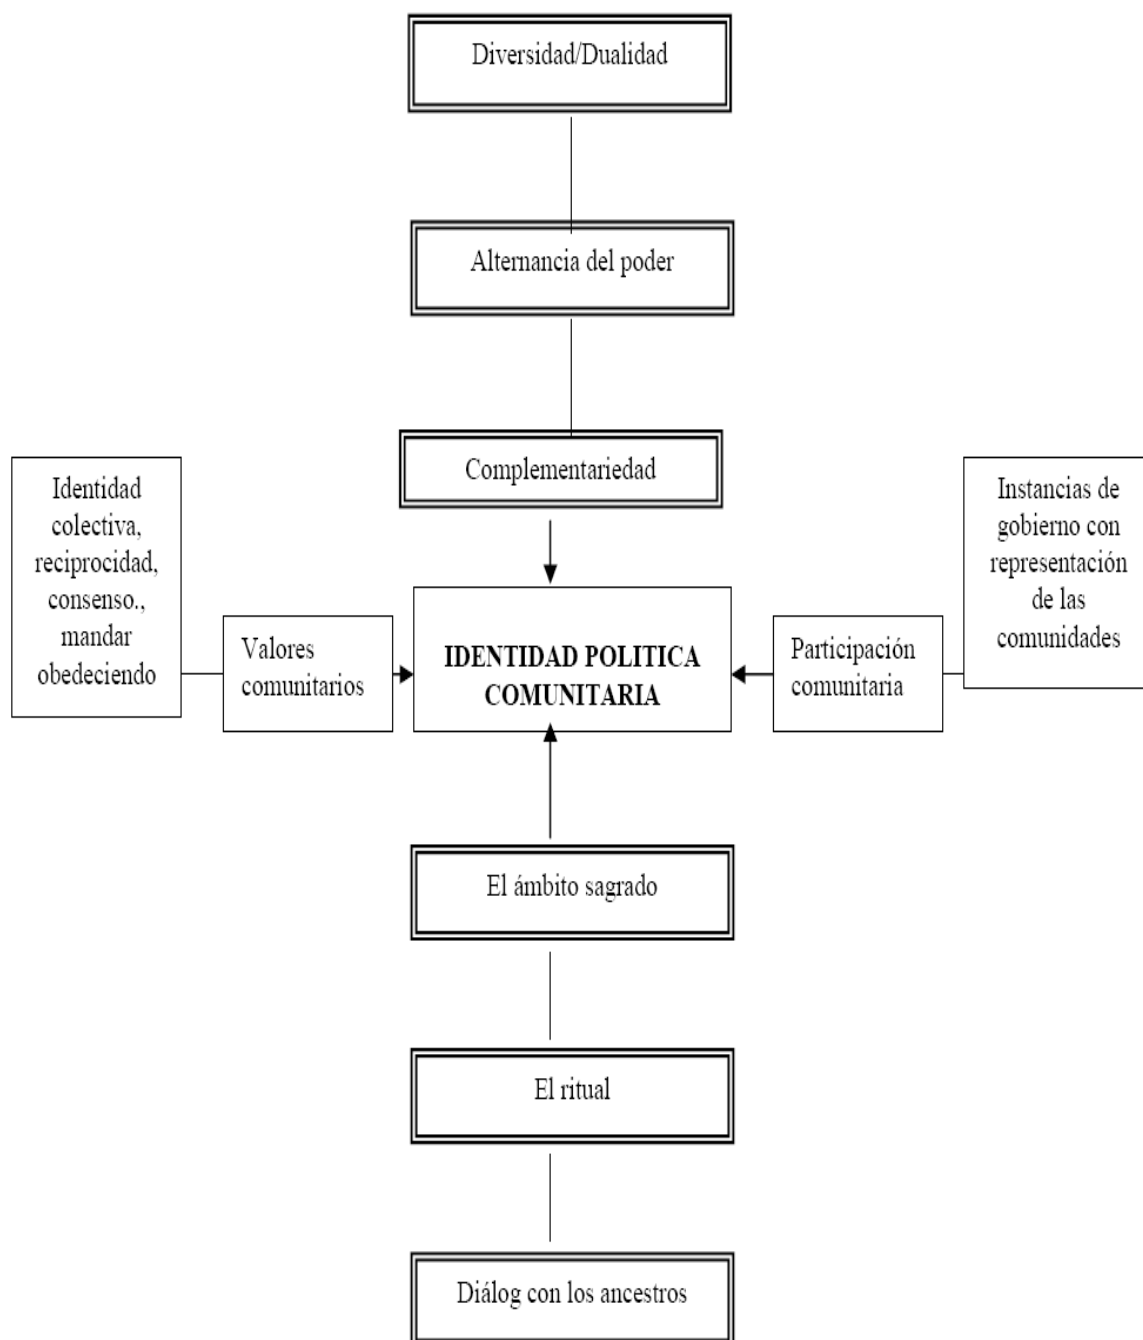 Diversidad/Dualidad
Alternancia del poder
Complementariedad
Identidad
colectiva,
reciprocidad,
consenso.,
mandar
obedeciendo
Valores
comunitarios
IDENTIDAD POLITICA
COMUNITARIA
Participación
comunitaria
Instancias de
gobierno con
representación
de las
comunidades
El ámbito sagrado
El ritual
Diálog con los ancestros